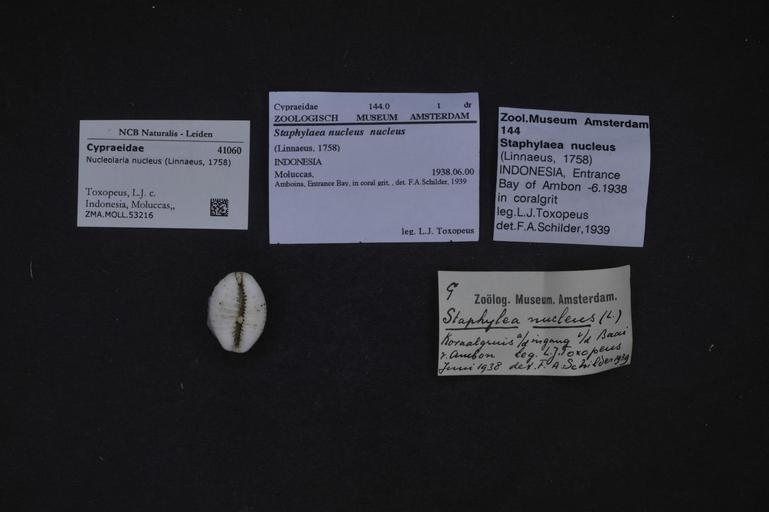 NCB Naturalis - Leiden
Cypraeidae 41060
Nucleolaria nucleus (Linnaeus, 1758)
Toxopeus, L.J. c.
Indonesia, Moluccas,,
ZMA.MOLL.53216
Cypraeidae 144.0 1 dr
ZOOLOGISCH MUSEUM AMSTERDAM
Staphylaea nucleus nucleus
(Linnaeus, 1758)
INDONESIA
Moluccas, 1938.06.00
Amboina, Entrance Bay, in coral grit, , det. F.A.Schilder, 1939
leg. L.J. Toxopeus
Zool.Museum Amsterdam
144
Staphylaea nucleus
(Linnaeus, 1758)
INDONESIA, Entrance
Bay of Ambon -6.1938
in coralgrit
leg.L.J.Toxopeus
det.F.A.Schilder,1939
Zoölog. Museum. Amsterdam.
Staphylea nucleus (L.)
Koraalgruis a/d ingang v/d Baai
v. Ambon leg. L.J. Toxopeus
Juni 1938 det. F. A. Schilder 1939